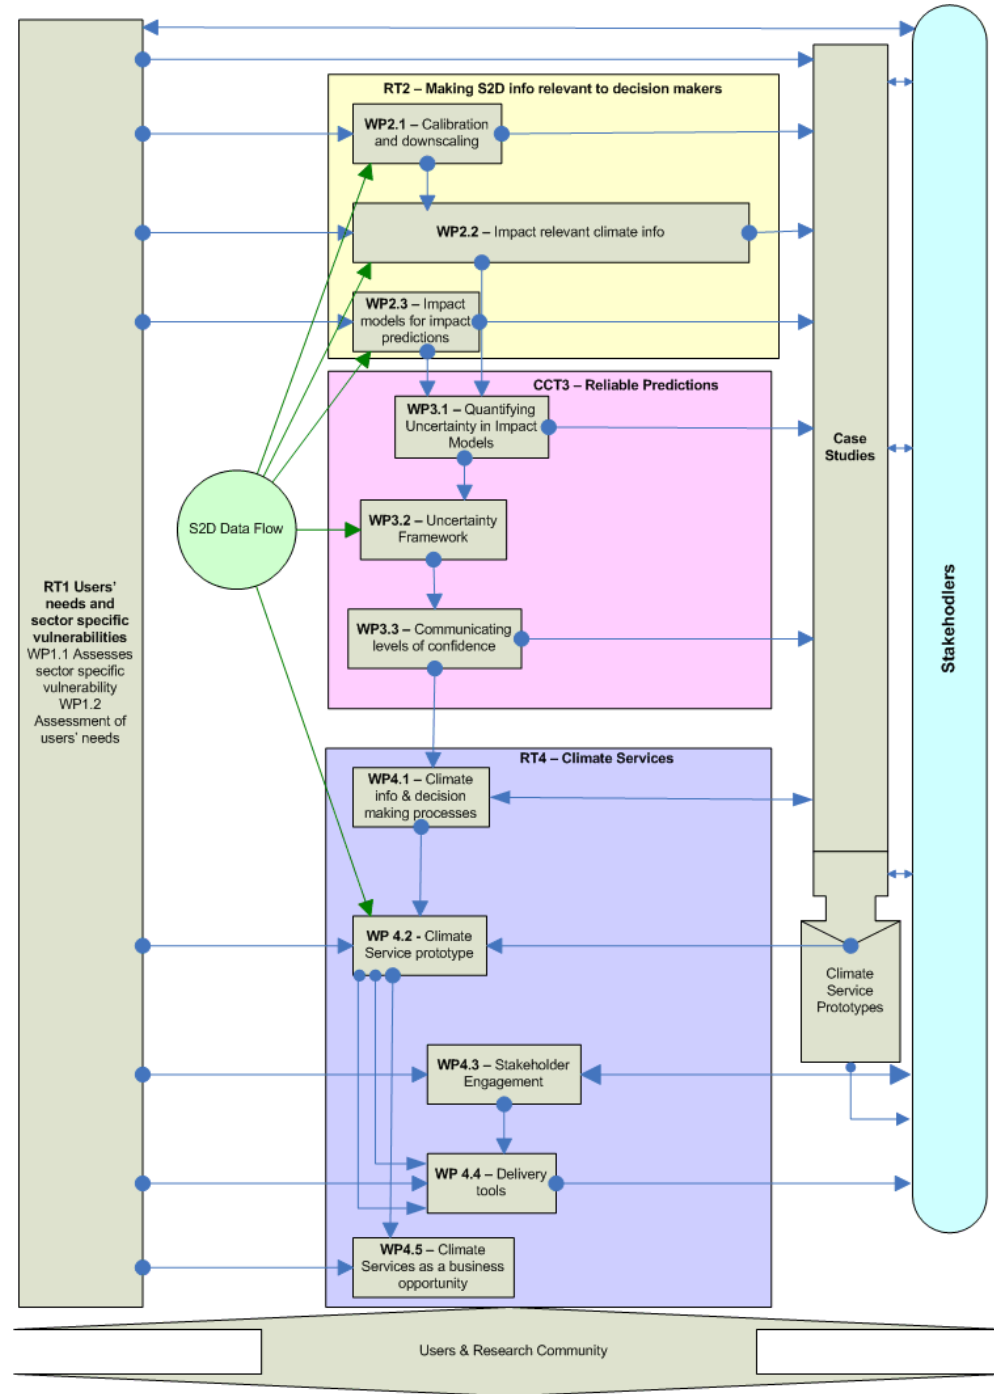 RT2 – Making S2D info relevant to decision makers
WP2.1 – Calibration
and downscaling
WP2.2 – Impact relevant climate info
WP2.3 – Impact
models for impact
predictions
CCT3 – Reliable Predictions
WP3.1 – Quantifying
Uncertainty in Impact
Models
Case
Studies
S2D Data Flow
WP3.2 – Uncertainty
Framework
RT1 Users’
needs and
sector specific
vulnerabilities
WP1.1 Assesses
sector specific
vulnerability
WP1.2
Assessment of
users’ needs
WP3.3 – Communicating
levels of confidence
Stakehodlers
RT4 – Climate Services
WP4.1 – Climate
info & decision
making processes
WP 4.2 - Climate
Service prototype
Climate
Service
Prototypes
WP4.3 – Stakeholder
Engagement
WP 4.4 – Delivery
tools
WP4.5 – Climate
Services as a business
opportunity
Users & Research Community